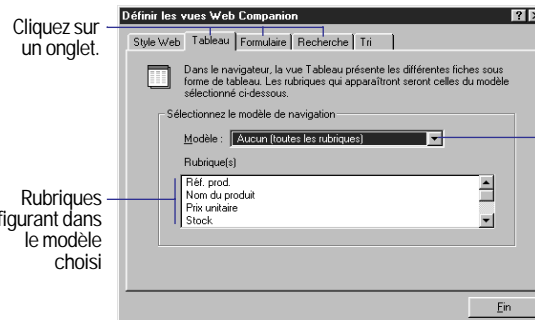 Cliquez sur
un onglet.
Définir les vues Web Companion
Style Web Tableau Formulaire Recherche Tri
Dans le navigateur, la vue Tableau présente les différentes fiches sous
forme de tableau. Les rubriques qui apparaîtront seront celles du modèle
sélectionné ci-dessous.
Sélectionnez le modèle de navigation
Modèle : Aucun (toutes les rubriques)
Rubrique(s)
Réf. prod.
Nom du produit
Prix unitaire
Stock
Rubriques
figurant dans
le modèle
choisi
Fin